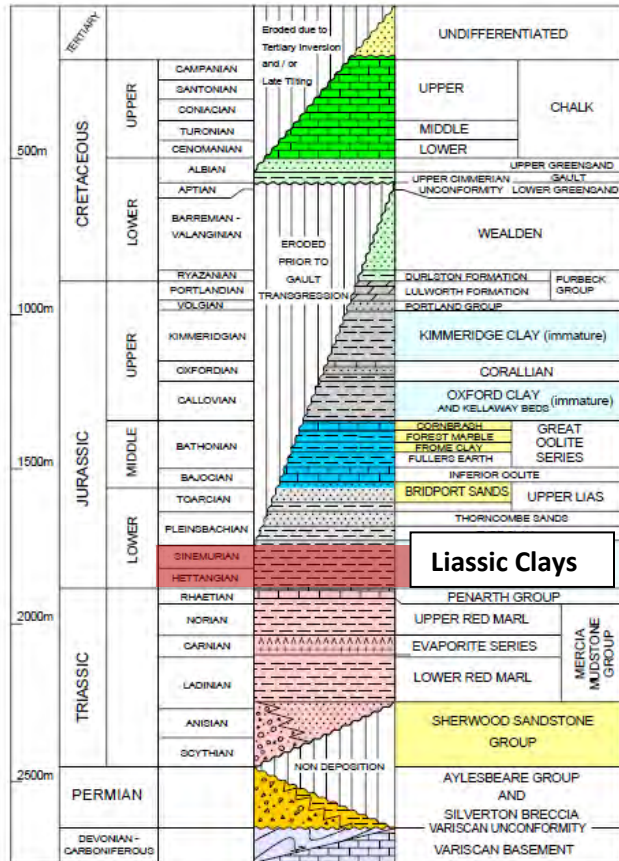 TERTIARY
Eroded due to
Tertiary Inversion
and / or
Late Tilting
UNDIFFERENTIATED
CRETACEOUS
UPPER
CAMPANIAN
SANTONIAN
CONIACIAN
TURONIAN
CENOMANIAN
UPPER
MIDDLE
LOWER
CHALK
500m
LOWER
ALBIAN
APTIAN
BARREMIAN -
VALANGINIAN
RYAZANIAN
UPPER GREENSAND
UPPER CIMMERIAN
UNCONFORMITY
GAULT
LOWER GREENSAND
ERODED
PRIOR TO
GAULT
TRANSGRESSION
WEALDEN
DURLSTON FORMATION
LULWORTH FORMATION
PURBECK
GROUP
1000m
JURASSIC
UPPER
PORTLANDIAN
VOLGIAN
KIMMERIDGIAN
OXFORDIAN
CALLOVIAN
PORTLAND GROUP
KIMMERIDGE CLAY (immature)
CORALLIAN
OXFORD CLAY (immature)
AND KELLAWAY BEDS
MIDDLE
BATHONIAN
BAJOCIAN
CORNBRASH
FOREST MARBLE
FROME CLAY
FULLERS EARTH
GREAT
OOLITE
SERIES
1500m
INFERIOR OOLITE
LOWER
TOARCIAN
PLEINSBACHIAN
SINEMURIAN
HETTANGIAN
BRIDPORT SANDS
UPPER LIAS
THORNCOMBE SANDS
Liassic Clays
2000m
TRIASSIC
RHAETIAN
NORIAN
CARNIAN
LADINIAN
ANISIAN
SCYTHIAN
PENARTH GROUP
UPPER RED MARL
EVAPORITE SERIES
LOWER RED MARL
MERCIA
MUDSTONE
GROUP
SHERWOOD SANDSTONE
GROUP
NON DEPOSITION
2500m
PERMIAN
AYLESBEARE GROUP
AND
SILVERTON BRECCIA
VARISCAN UNCONFORMITY
DEVONIAN -
CARBONIFEROUS
VARISCAN BASEMENT